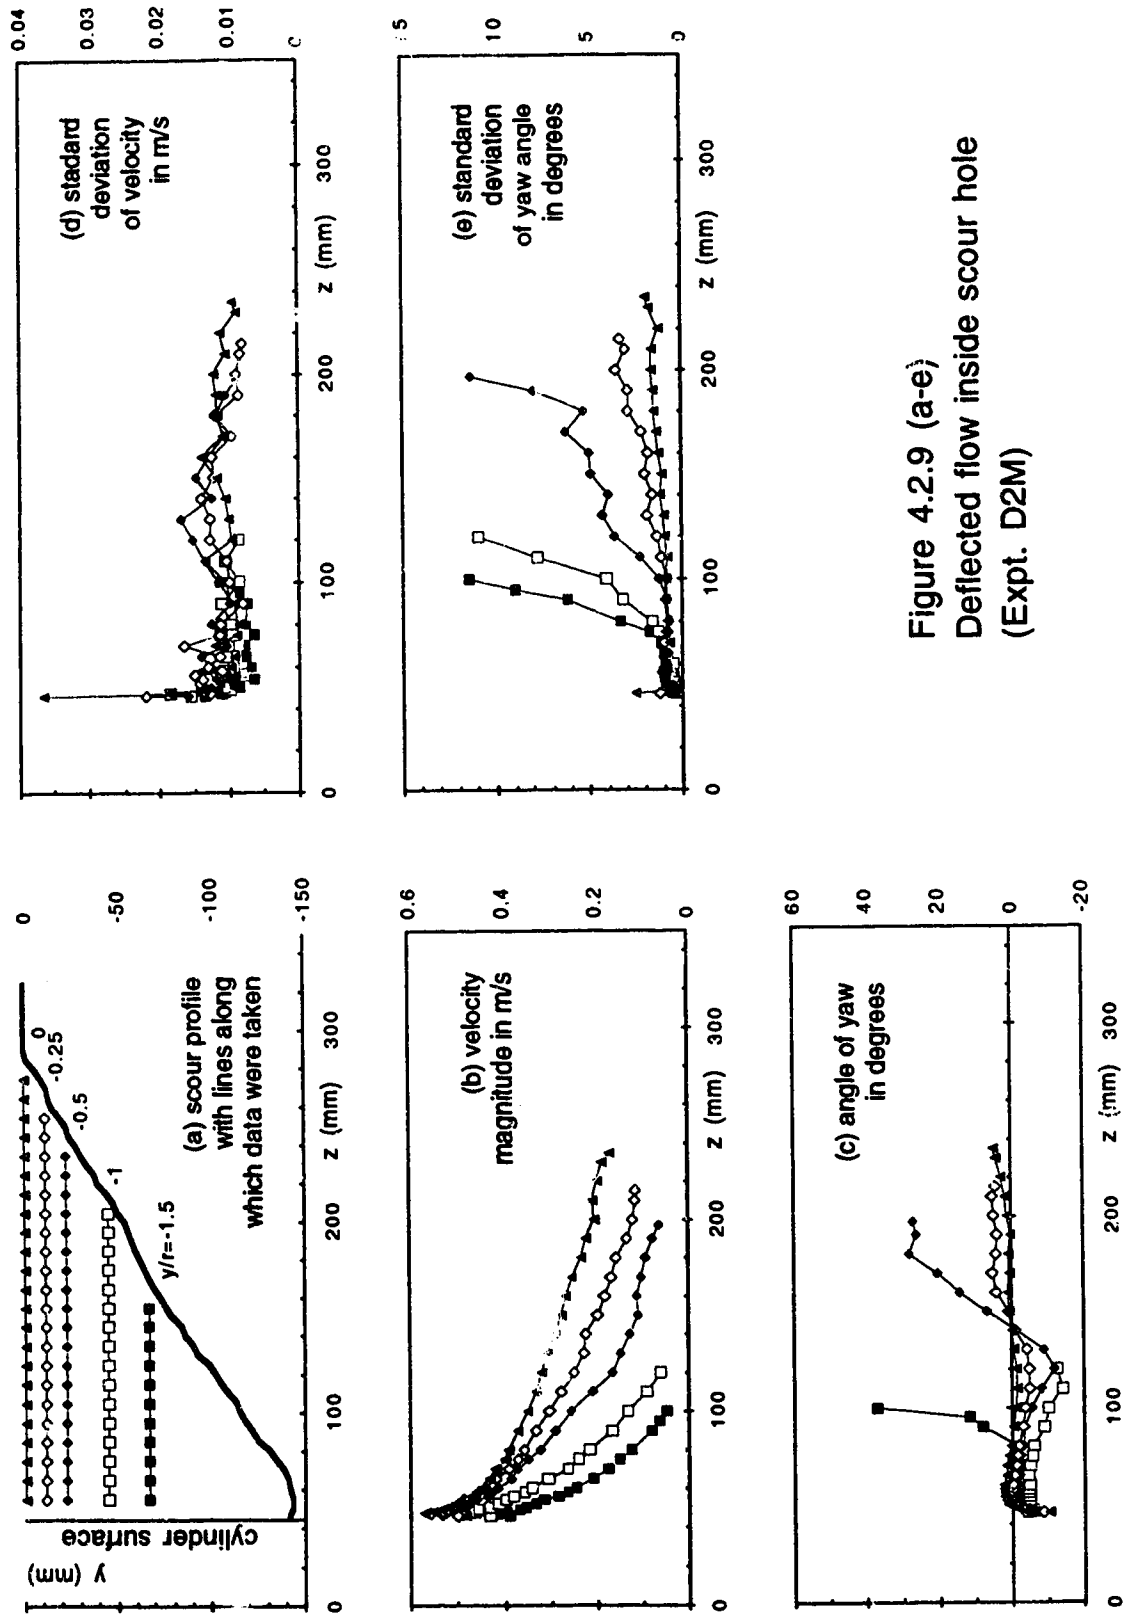 0
-50
-100
-150
y (mm)
cylinder surface
0
-0.25
-0.5
-1
y/r=-1.5
(a) scour profile
with lines along
which data were taken
0
100
200
300
z (mm)
0.6
0.4
0.2
0
(b) velocity
magnitude in m/s
0
100
200
300
z (mm)
60
40
20
0
-20
(c) angle of yaw
in degrees
0
100
200
300
z (mm)
0.04
0.03
0.02
0.01
(d) stadard
deviation
of velocity
in m/s
0
100
200
300
z (mm)
10
5
0
(e) standard
deviation
of yaw angle
in degrees
0
100
200
300
z (mm)
Figure 4.2.9 (a-e)
Deflected flow inside scour hole
(Expt. D2M)